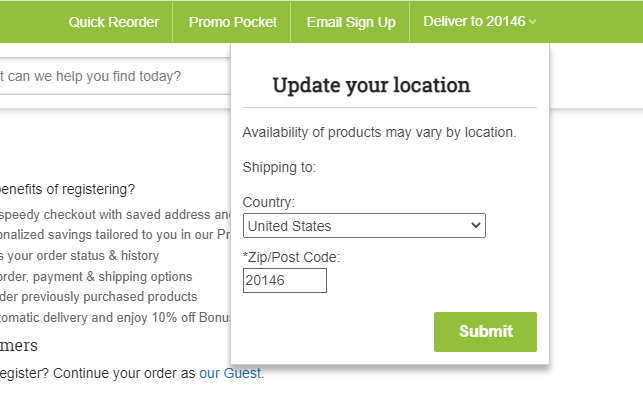 Quick Reorder Promo Pocket Email Sign Up Deliver to 20146
t can we help you find today?
Update your location
Availability of products may vary by location.
Shipping to:
Country:
United States
*Zip/Post Code:
20146
Submit
enefits of registering?
speedy checkout with saved address an
onalized savings tailored to you in our Pr
s your order status & history
order, payment & shipping options
der previously purchased products
tomatic delivery and enjoy 10% off Bonu
mers
egister? Continue your order as our Guest.